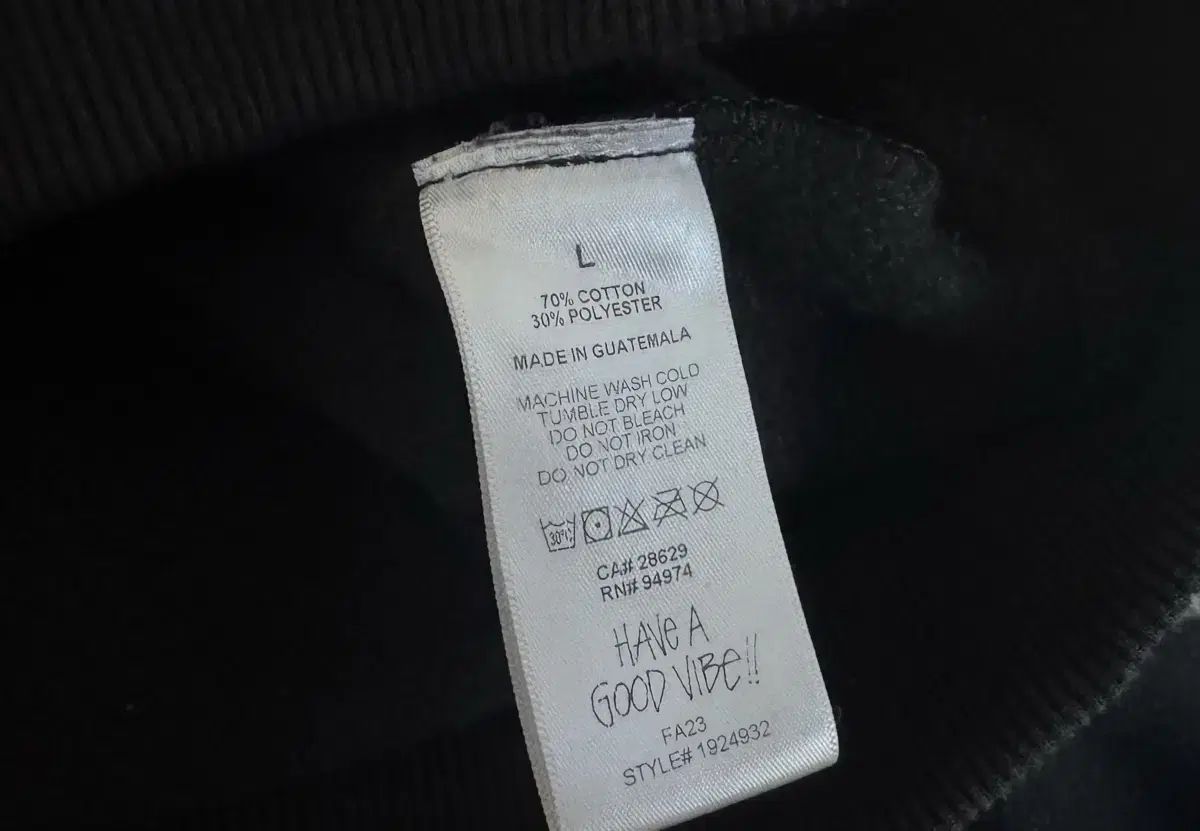 L
70% COTTON
30% POLYESTER
MADE IN GUATEMALA
MACHINE WASH COLD
TUMBLE DRY LOW
DO NOT BLEACH
DO NOT IRON
DO NOT DRY CLEAN
30°C
CA# 28629
RN# 94974
HAVE A
GOOD VIBE!!
FA23
STYLE# 1924932